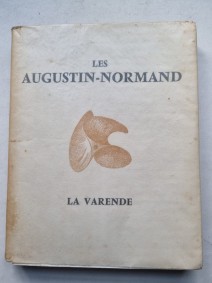 LES
AUGUSTIN-NORMAND
LA VARENDE